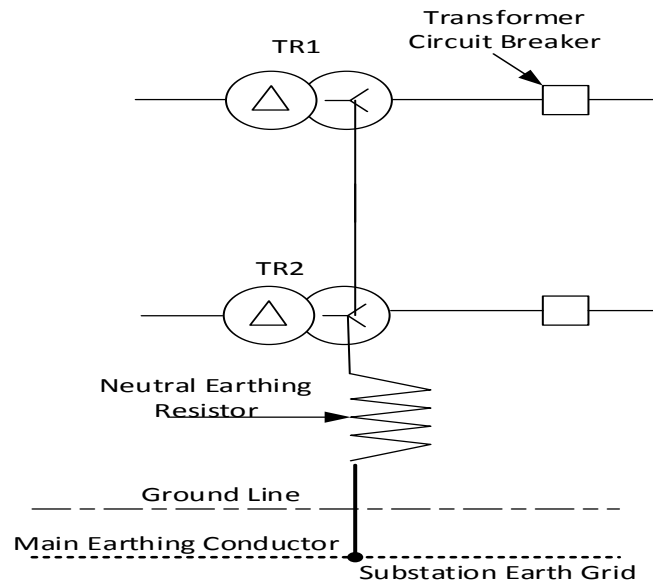 Transformer
Circuit Breaker
TR1
TR2
Neutral Earthing
Resistor
Ground Line
Main Earthing Conductor
Substation Earth Grid